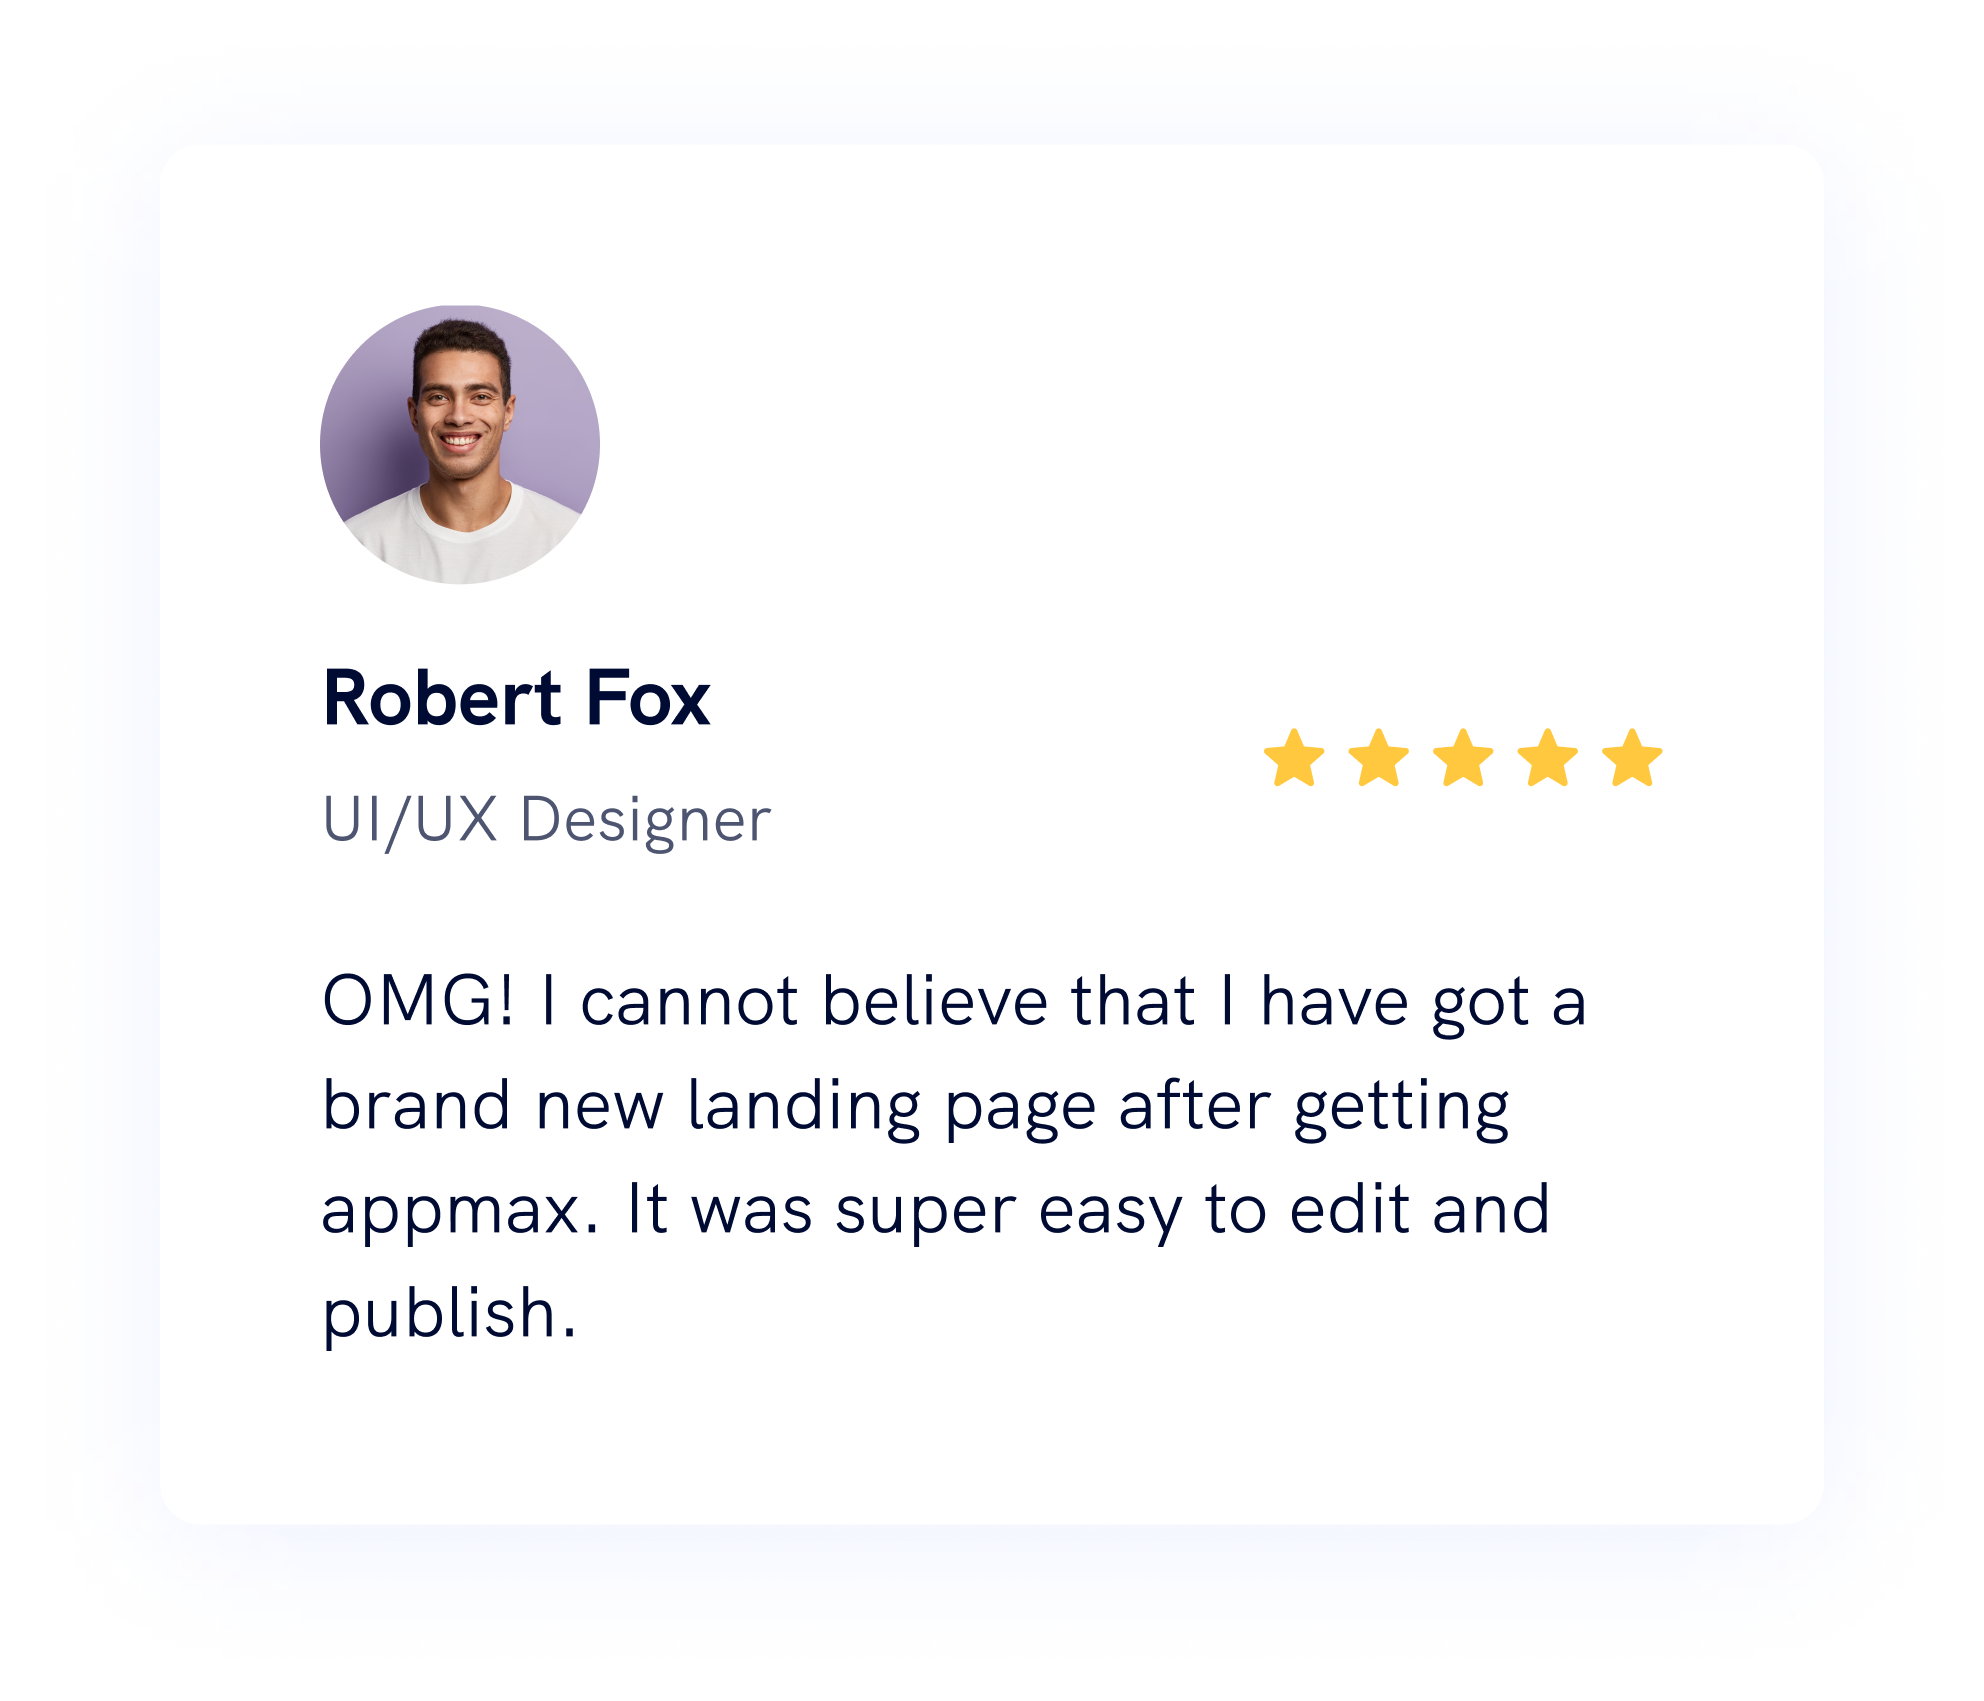 Robert Fox
UI/UX Designer
OMG! I cannot believe that I have got a
brand new landing page after getting
appmax. It was super easy to edit and
publish.